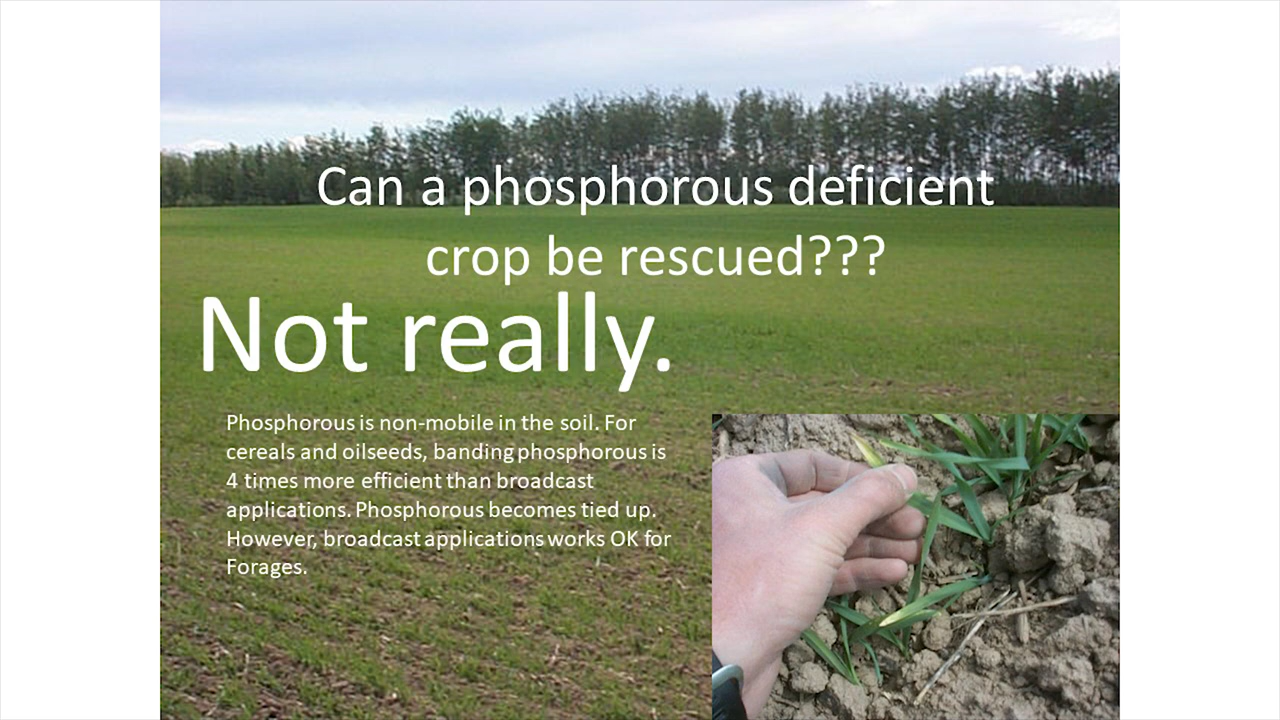 Can a phosphorous deficient
crop be rescued???
Not really.
Phosphorous is non-mobile in the soil. For
cereals and oilseeds, banding phosphorous is
4 times more efficient than broadcast
applications. Phosphorous becomes tied up.
However, broadcast applications works OK for
Forages.